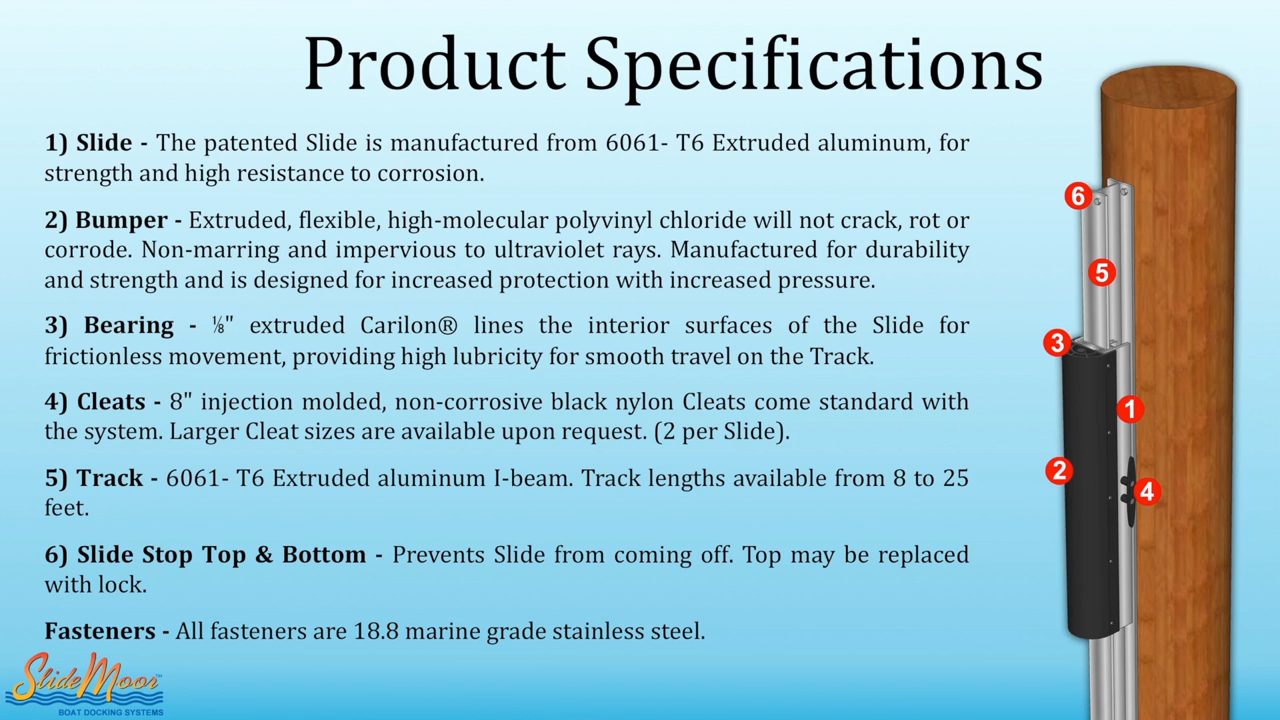 Product Specifications
1) Slide - The patented Slide is manufactured from 6061- T6 Extruded aluminum, for
strength and high resistance to corrosion.
2) Bumper - Extruded, flexible, high-molecular polyvinyl chloride will not crack, rot or
corrode. Non-marring and impervious to ultraviolet rays. Manufactured for durability
and strength and is designed for increased protection with increased pressure.
3) Bearing - ⅛" extruded Carilon® lines the interior surfaces of the Slide for
frictionless movement, providing high lubricity for smooth travel on the Track.
4) Cleats - 8" injection molded, non-corrosive black nylon Cleats come standard with
the system. Larger Cleat sizes are available upon request. (2 per Slide).
5) Track - 6061- T6 Extruded aluminum I-beam. Track lengths available from 8 to 25
feet.
6) Slide Stop Top & Bottom - Prevents Slide from coming off. Top may be replaced
with lock.
Fasteners - All fasteners are 18.8 marine grade stainless steel.
SlideMoor™
BOAT DOCKING SYSTEMS
6
5
3
1
2
4